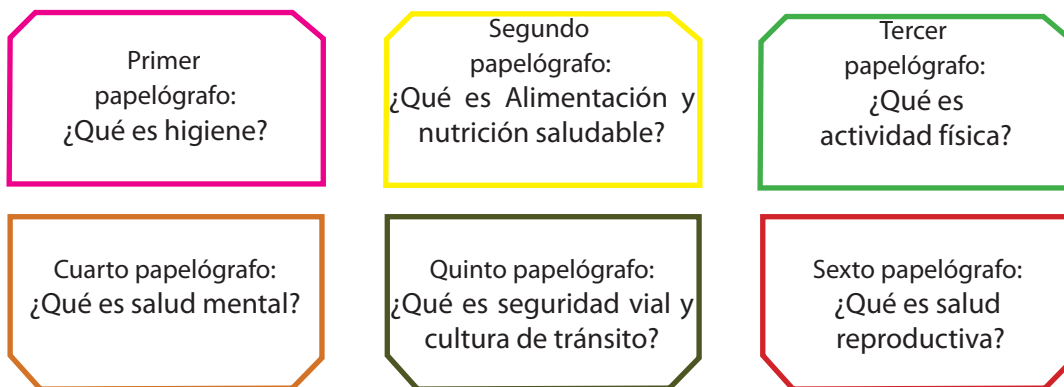 Primer
papelógrafo:
¿Qué es higiene?
Segundo
papelógrafo:
¿Qué es Alimentación y
nutrición saludable?
Tercer
papelógrafo:
¿Qué es
actividad física?
Cuarto papelógrafo:
¿Qué es salud mental?
Quinto papelógrafo:
¿Qué es seguridad vial y
cultura de tránsito?
Sexto papelógrafo:
¿Qué es salud
reproductiva?